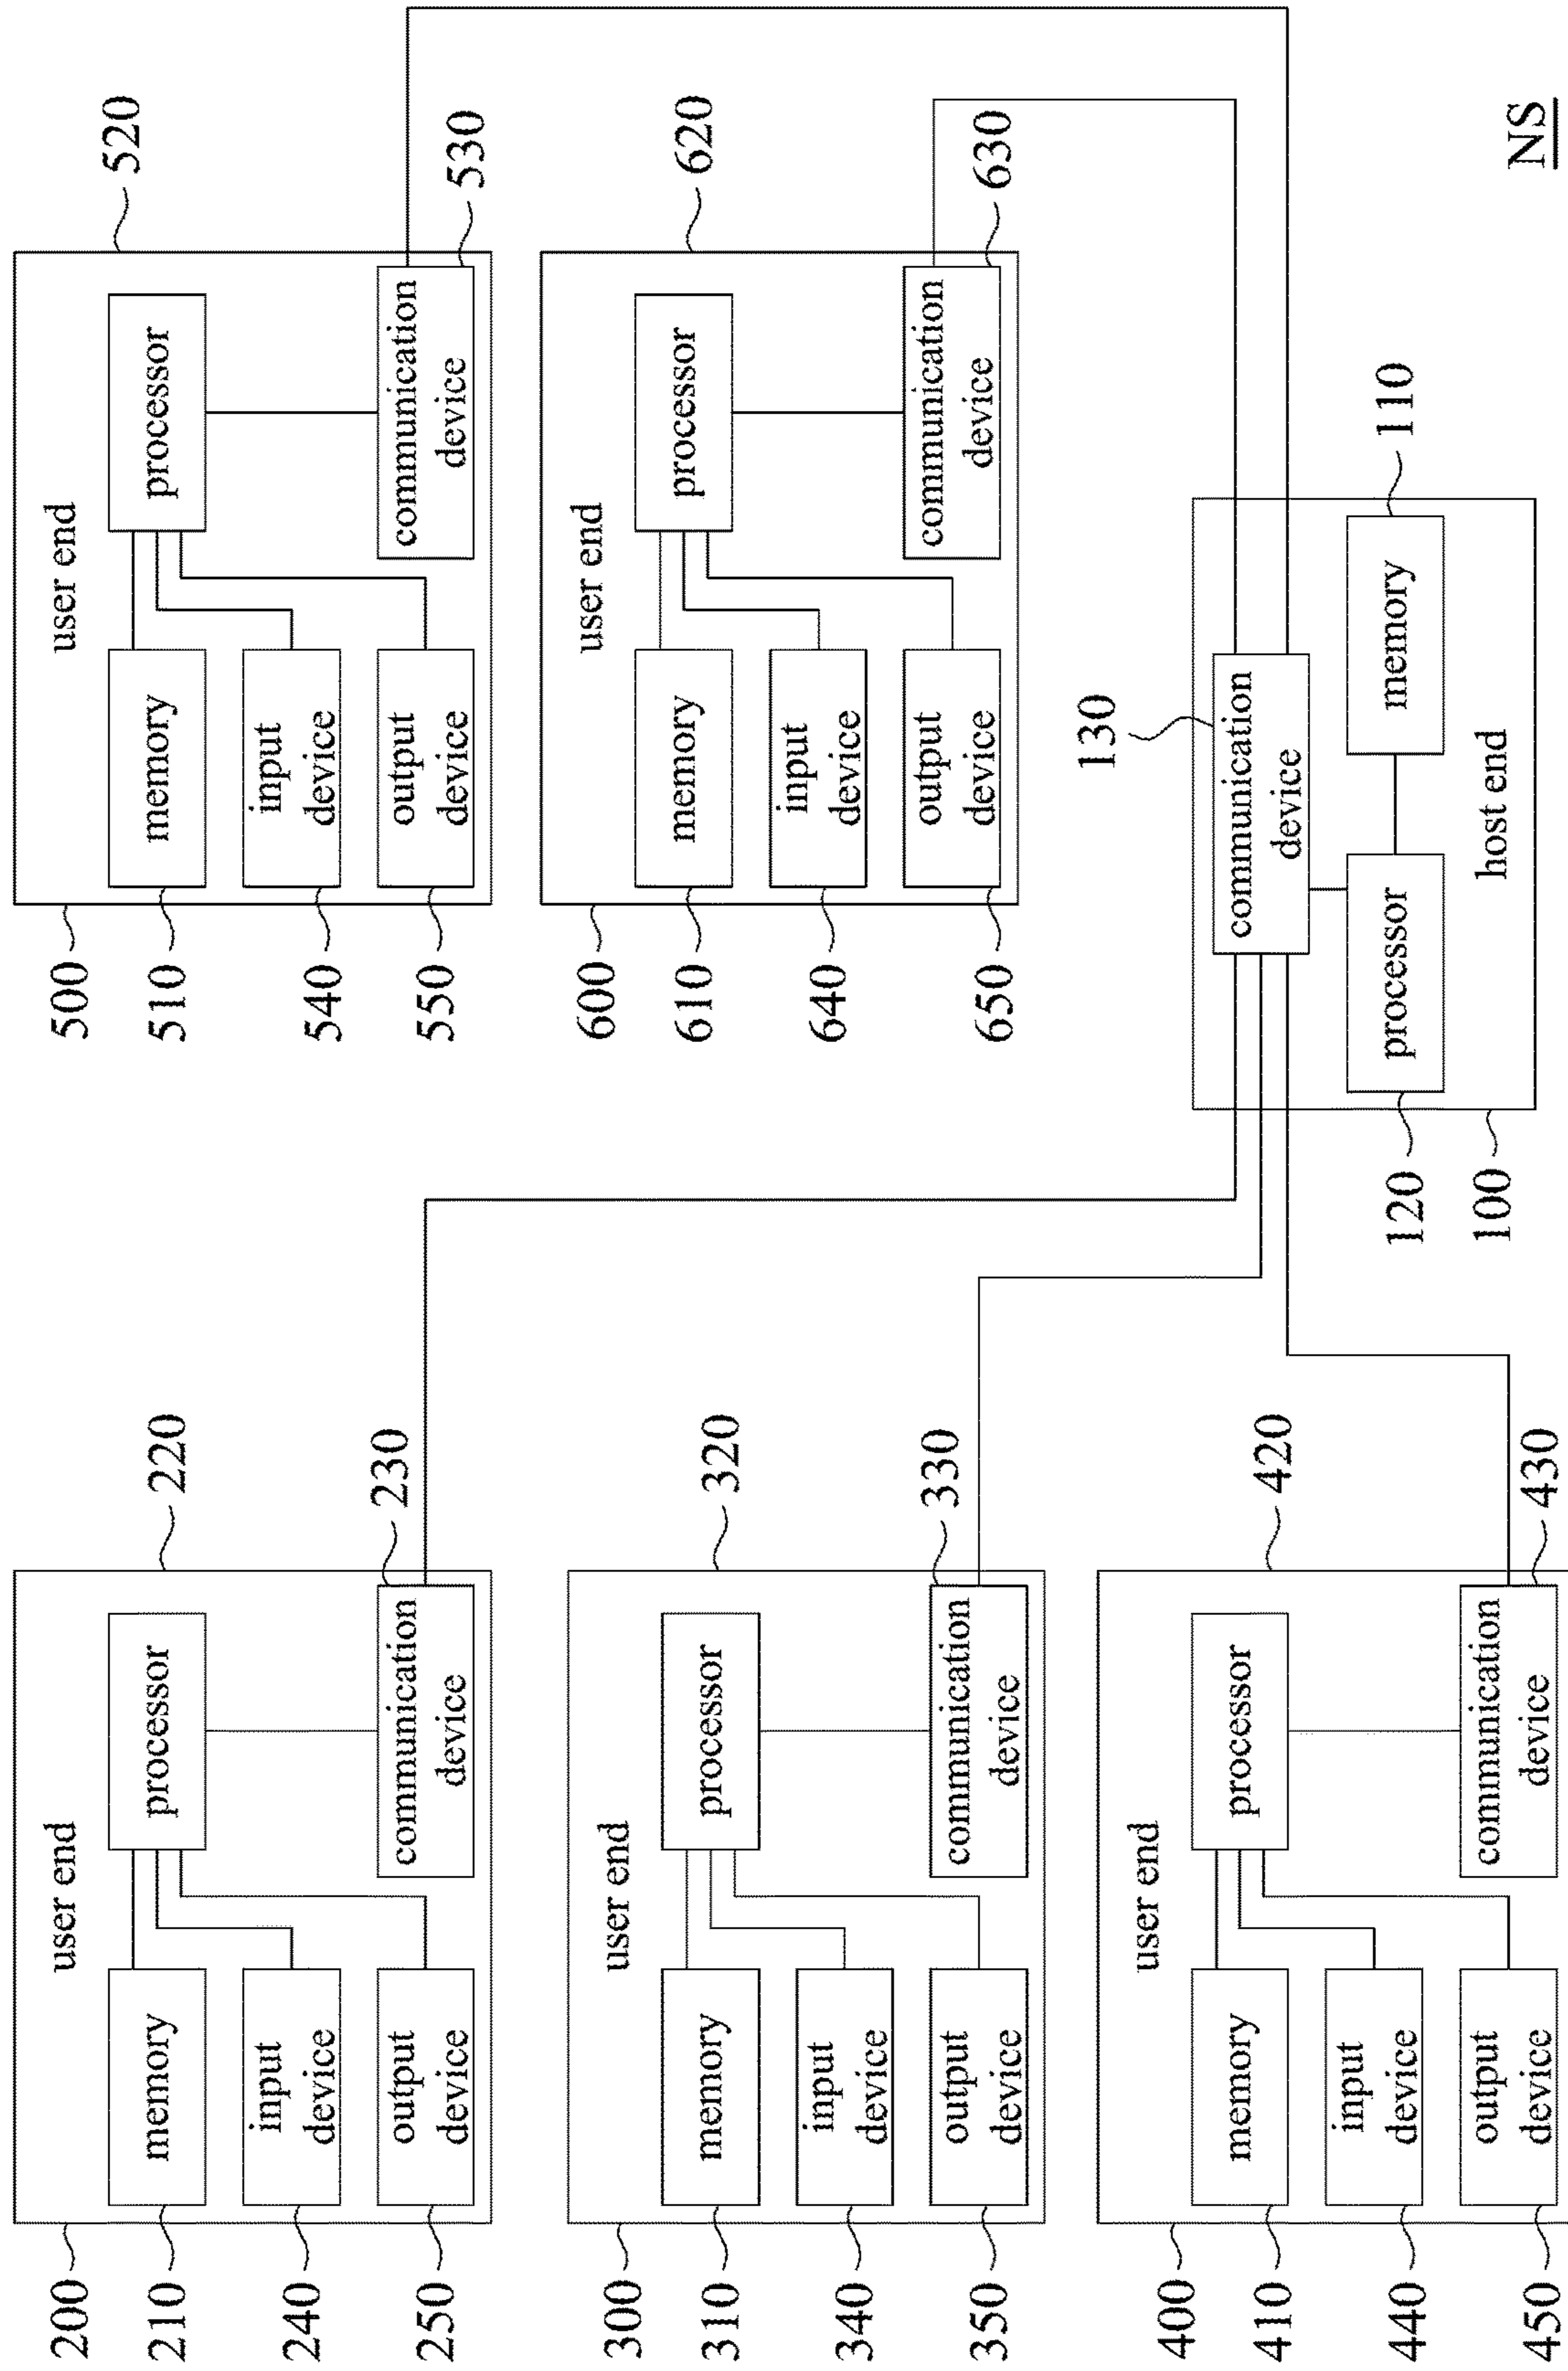 200
user end
220
210
memory
processor
240
input
device
250
output
device
communication
device
230
300
user end
320
310
memory
processor
340
input
device
350
output
device
communication
device
330
400
user end
420
410
memory
processor
440
input
device
450
output
device
communication
device
430
500
user end
520
510
memory
processor
540
input
device
550
output
device
communication
device
530
600
user end
620
610
memory
processor
640
input
device
650
output
device
communication
device
630
130
communication
device
120
processor
memory
110
100
host end
NS